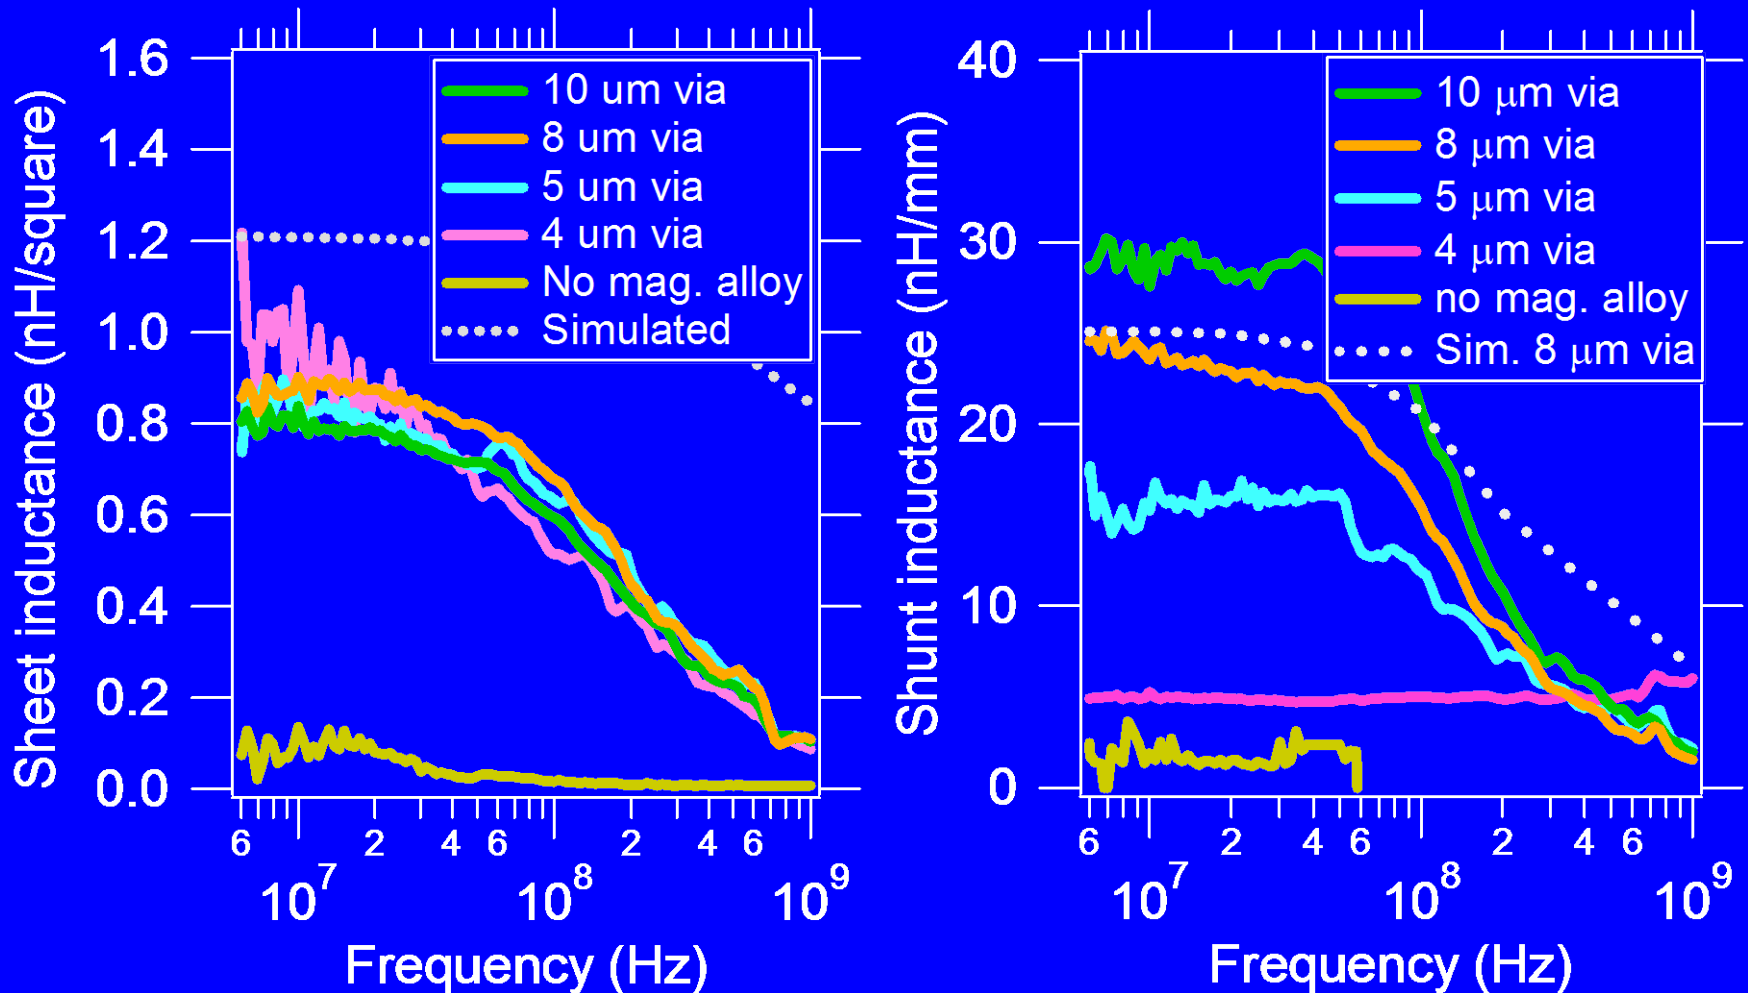 Sheet inductance (nH/square)
1.6
1.4
1.2
1.0
0.8
0.6
0.4
0.2
0.0
10 um via
8 um via
5 um via
4 um via
No mag. alloy
Simulated
6 2 4 6 2 4 6
10⁷ 10⁸ 10⁹
Frequency (Hz)
Shunt inductance (nH/mm)
40
30
20
10
0
10 μm via
8 μm via
5 μm via
4 μm via
no mag. alloy
Sim. 8 μm via
6 2 4 6 2 4 6
10⁷ 10⁸ 10⁹
Frequency (Hz)